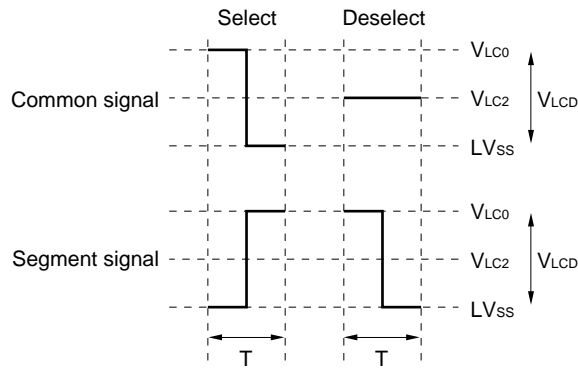 Select Deselect
VLC0
Common signal VLC2 VLCD
LVSS
VLC0
Segment signal VLC2 VLCD
LVSS
T T